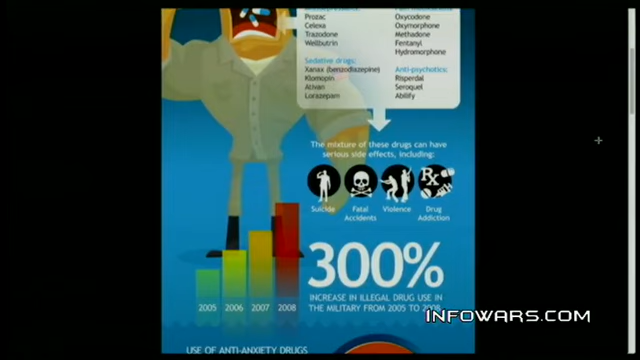 Prozac
Celexa
Trazodone
Wellbutrin
Oxycodone
Oxymorphone
Methadone
Fentanyl
Hydromorphone
Sedative drugs:
Xanax (benzodiazepine)
Klonopin
Ativan
Lorazepam
Anti-psychotics:
Risperdal
Seroquel
Abilify
The mixture of these drugs can have
serious side effects, including:
Suicide
Fatal
Accidents
Violence
Drug
Addiction
2005 2006 2007 2008
300%
INCREASE IN ILLEGAL DRUG USE IN
THE MILITARY FROM 2005 TO 2008
INFOWARS.COM
USE OF ANTI-ANXIETY DRUGS